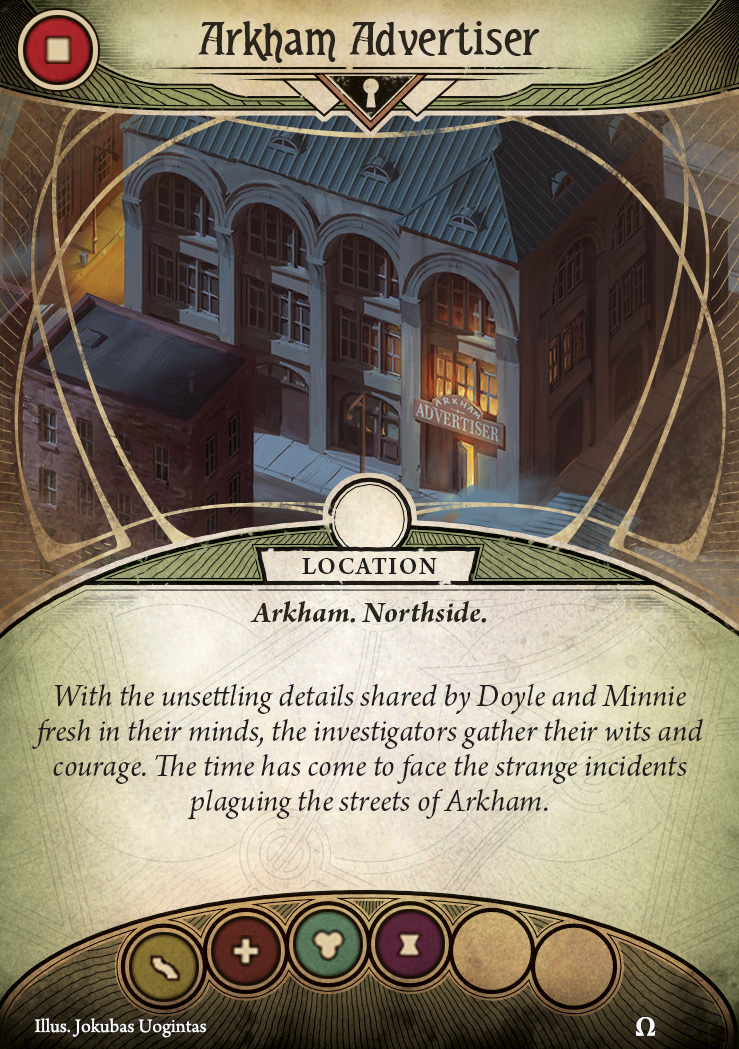 Arkham Advertiser
ARKHAM
ADVERTISER
LOCATION
Arkham. Northside.
With the unsettling details shared by Doyle and Minnie
fresh in their minds, the investigators gather their wits and
courage. The time has come to face the strange incidents
plaguing the streets of Arkham.
Illus. Jokubas Uogintas
Ω